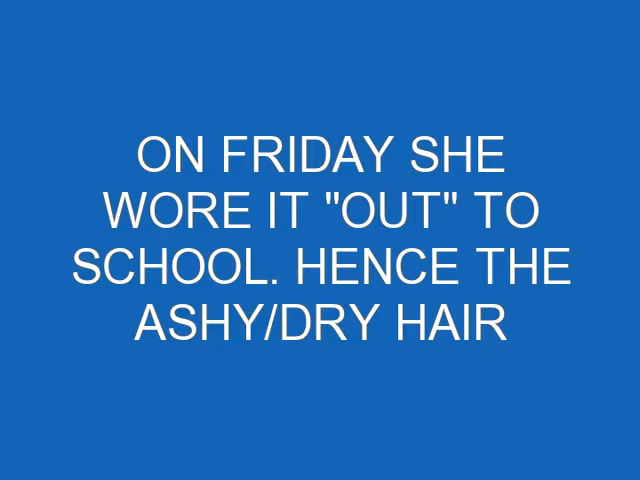 ON FRIDAY SHE
WORE IT "OUT" TO
SCHOOL. HENCE THE
ASHY/DRY HAIR